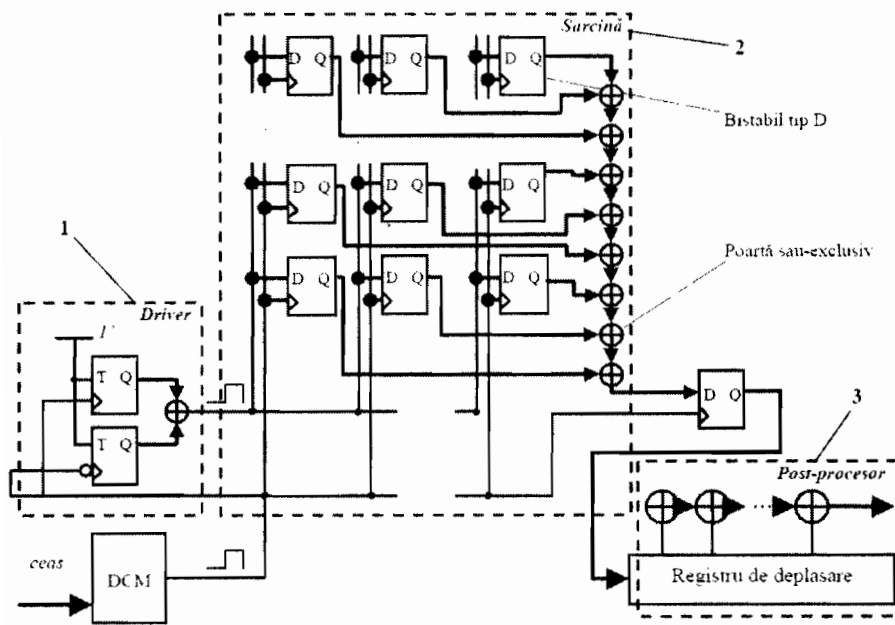 Sarcină
2
D Q D Q D Q
Bistabil tip D
D Q D Q D Q
1
Poartă sau-exclusiv
D Q D Q D Q
Driver
T Q
D Q
3
T Q
Post-procesor
ceas
DCM
Registru de deplasare